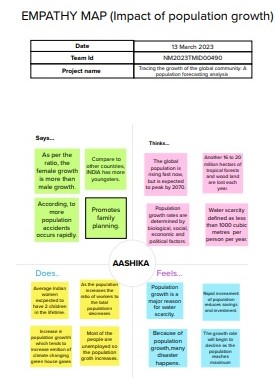 EMPATHY MAP (Impact of population growth)
Date
13 March 2023
Team Id
NM2023TMID00490
Project name
Tracing the growth of the global community: A
population forecasting analysis
Says...
As per the
ratio, the
female growth
is more than
male growth
Compare to
other countries,
INDIA has more
youngsters.
According, to
more
population
accidents
occurs rapidly.
Promotes
family
planning.
Thinks...
The global
population is
rising fast now,
but is expected
to peak by 2070.
Another 15 to 20
million hectars of
tropical forests
and wood land
are lost each
year.
Population
growth rates are
determined by
biological, social,
economic and
political factors.
Water scarcity
defined as less
than 1000 cubic
metres per
person per year.
AASHIKA
Does...
Average Indian
women
expected to
have 2 children
in the lifetime.
As the population
increases the
ratio of workers to
the total
population
decreases
Increase in
population growth
which tends to
increase emition of
climate changing
green house gases
Most of the
people are
unemployed so
the population
groth increases.
Feels...
Population
growth is a
major reason
for water
scarcity.
Rapid increament
of population
reduces savings
and investment.
Because of
population
growth,many
disaster
happens.
The growth rate
will begin to
decline as the
population
reaches
maximum